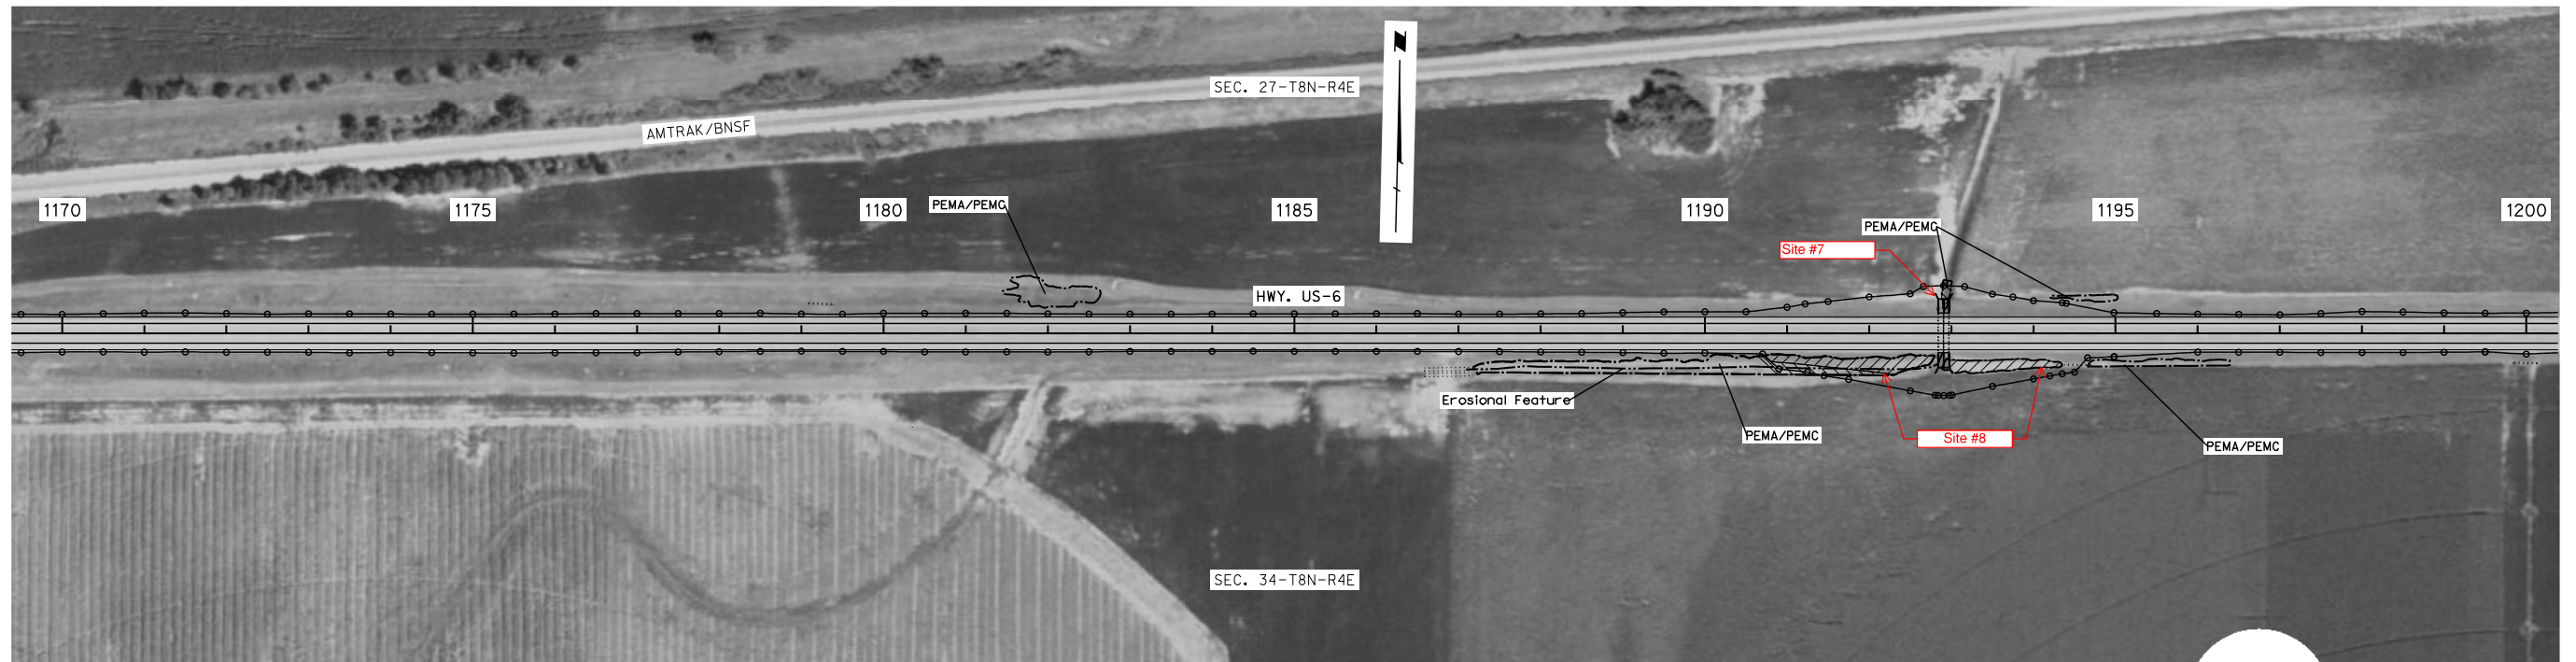 SEC. 27-T8N-R4E
AMTRAK/BNSF
1170
1175
1180
PEMA/PEMC
1185
1190
1195
1200
PEMA/PEMC
Site #7
HWY. US-6
Erosional Feature
PEMA/PEMC
Site #8
PEMA/PEMC
SEC. 34-T8N-R4E